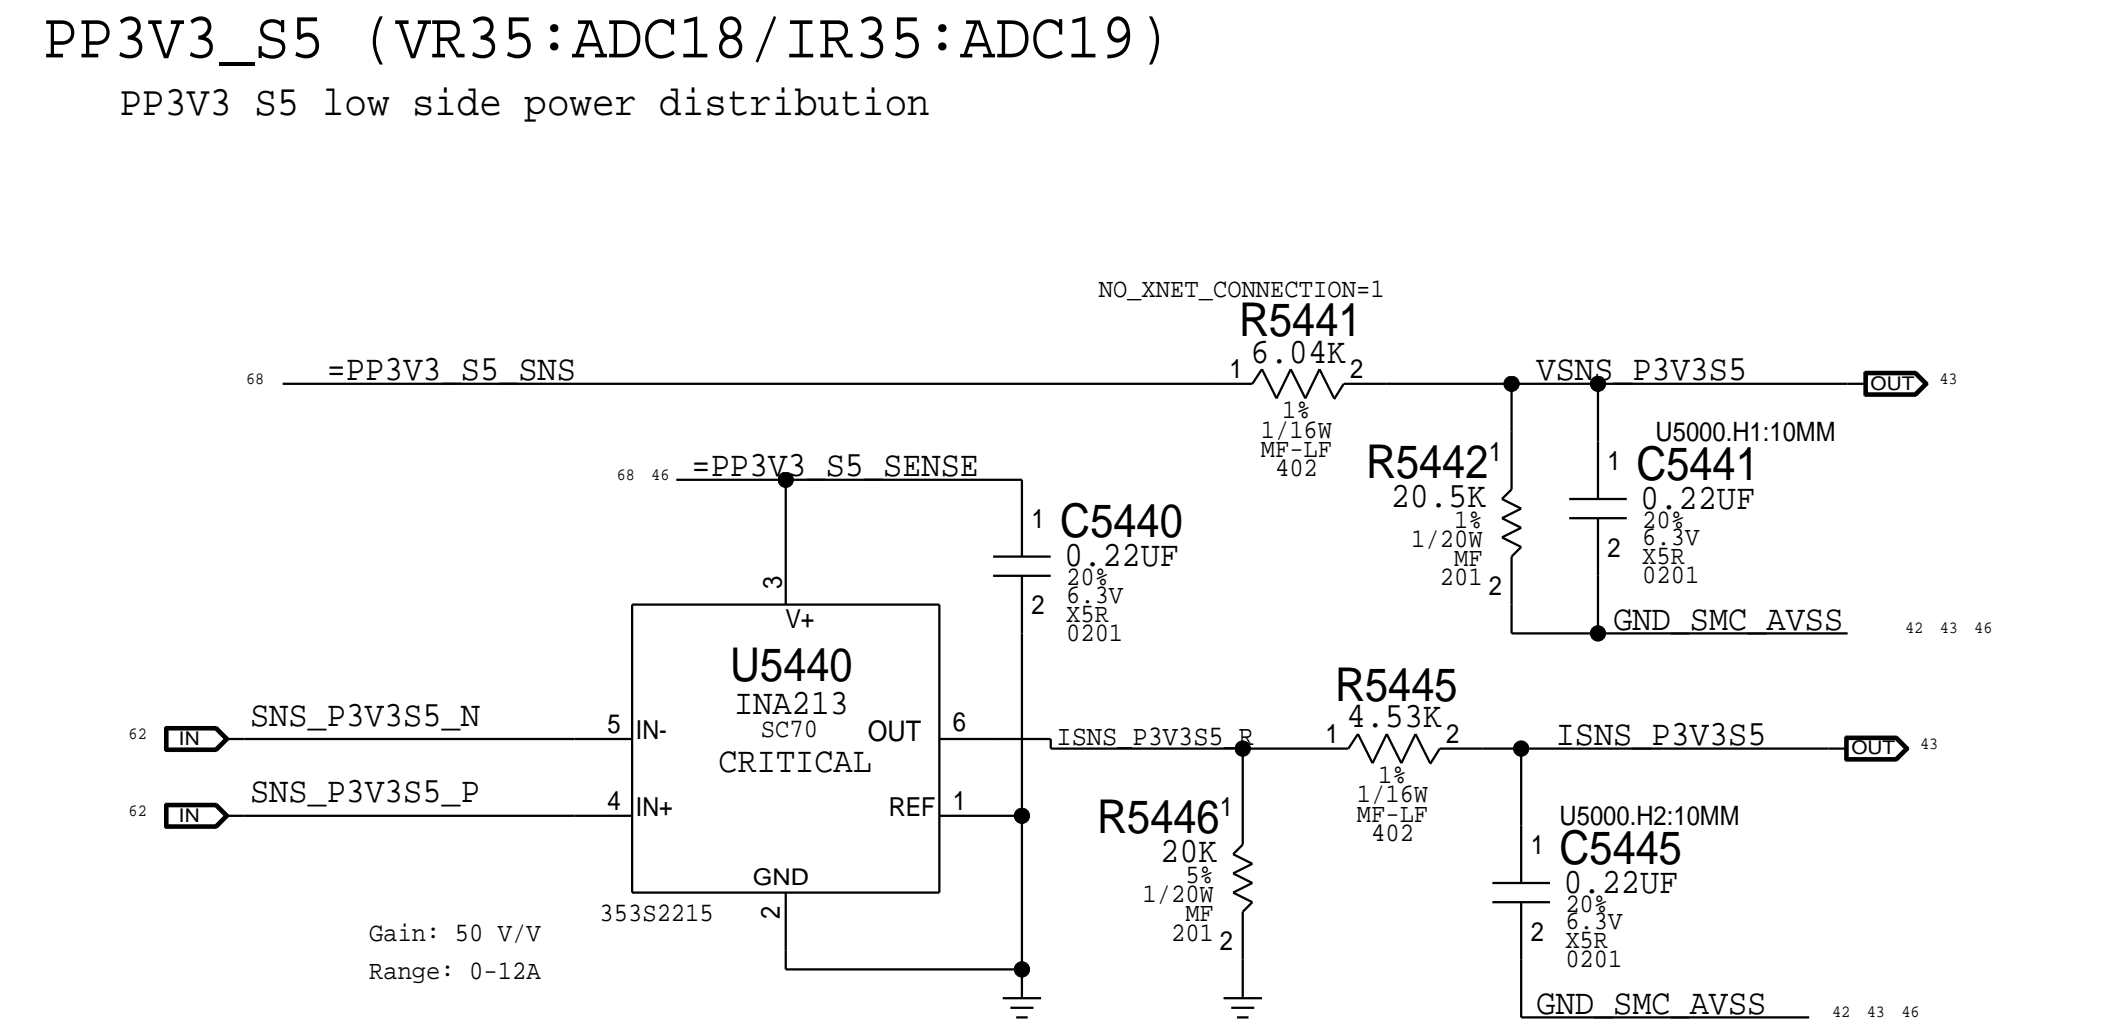 PP3V3_S5 (VR35:ADC18/IR35:ADC19)
PP3V3 S5 low side power distribution
NO_XNET_CONNECTION=1
R5441
6.04K
68 =PP3V3_S5_SNS 1 2 VSNS_P3V3S5 OUT 43
1%
1/16W
MF-LF
402
U5000.H1:10MM
R5442 1
20.5K
1%
1/20W
MF
201 2
1 C5441
0.22UF
20%
2 6.3V
X5R
0201
GND_SMC_AVSS 42 43 46
68 46 =PP3V3_S5_SENSE
1 C5440
0.22UF
20%
6.3V
2 X5R
0201
3
V+
U5440
INA213
SC70
CRITICAL
62 IN SNS_P3V3S5_N 5 IN-
62 IN SNS_P3V3S5_P 4 IN+
OUT 6 ISNS_P3V3S5_R
REF 1
GND
2
353S2215
Gain: 50 V/V
Range: 0-12A
R5445
4.53K
1 2 ISNS_P3V3S5 OUT 43
1%
1/16W
MF-LF
402
R5446 1
20K
5%
1/20W
MF
201 2
U5000.H2:10MM
1 C5445
0.22UF
20%
2 6.3V
X5R
0201
GND_SMC_AVSS 42 43 46